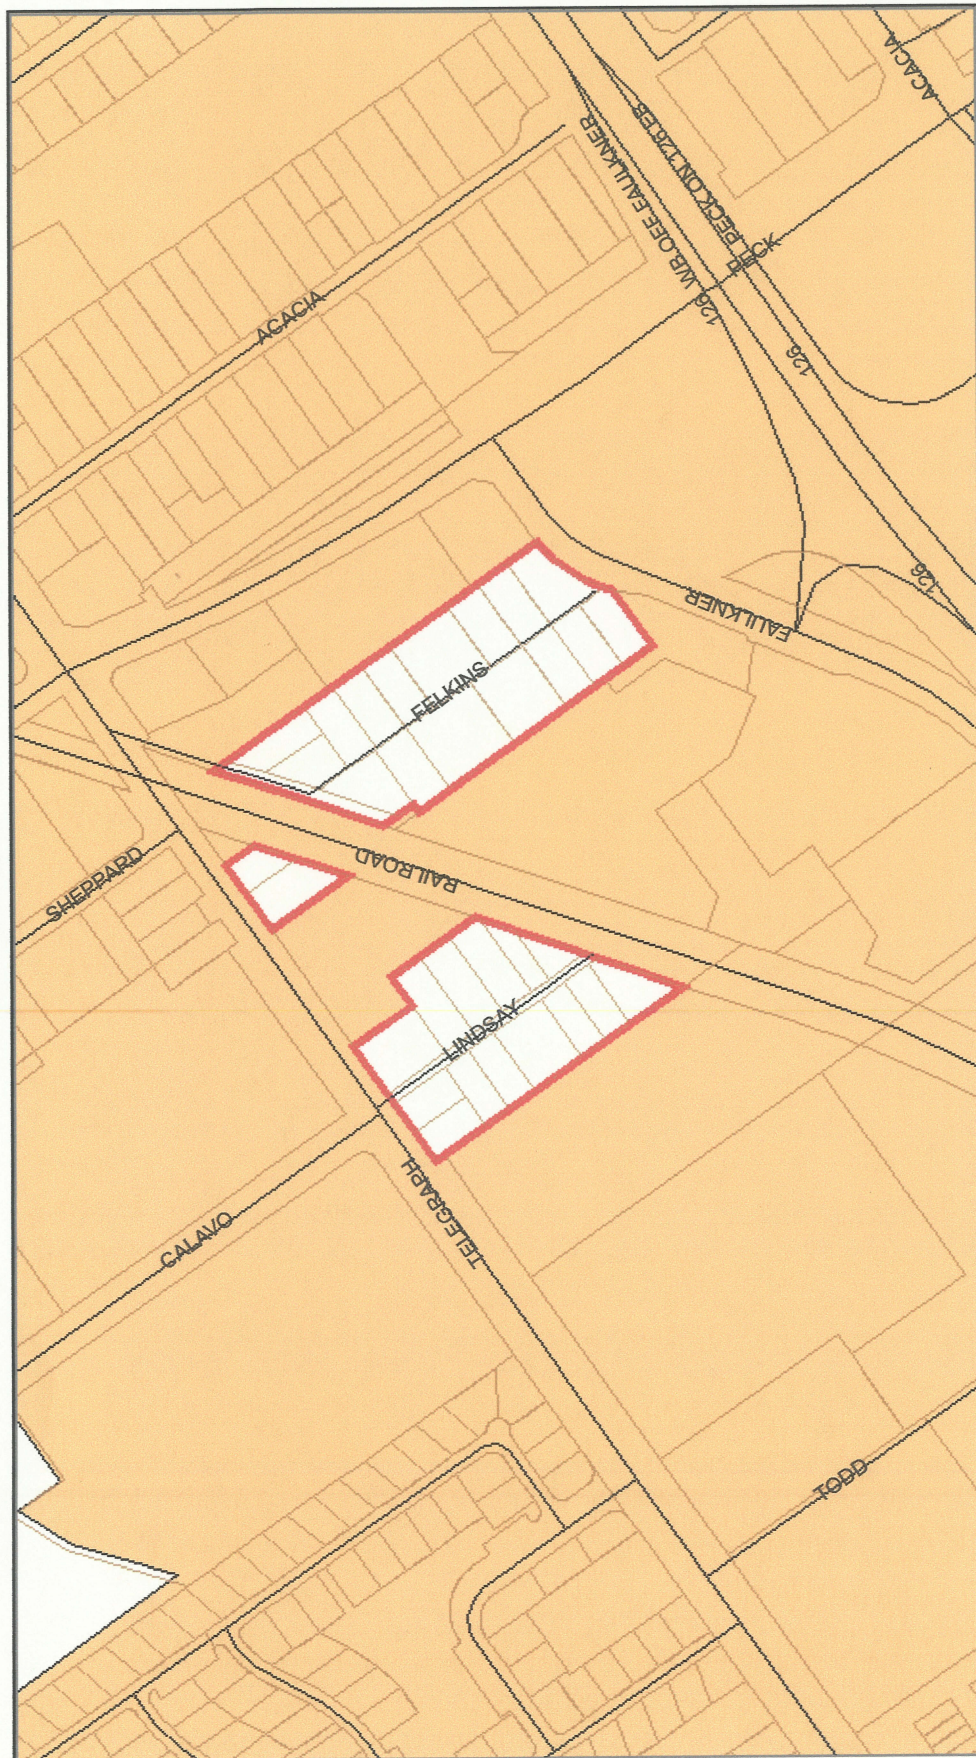 ACACIA
126 WB OFF FAULKNER
PECK ON 126 EB
PECK
ACACIA
126
126
FAULKNER
FELKINS
SHEPPARD
RAILROAD
LINDSAY
TELEGRAPH
CALAVO
TODD